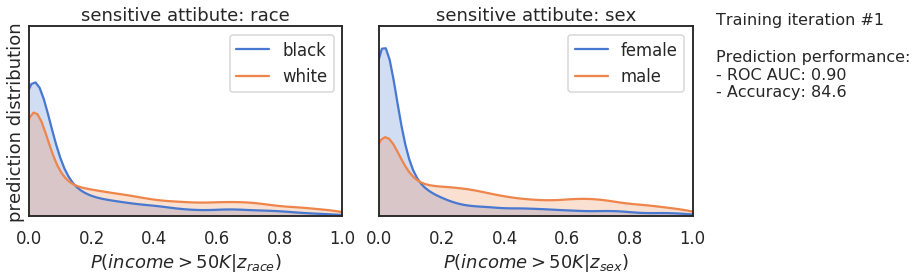 sensitive attibute: race
prediction distribution
black
white
0.0 0.2 0.4 0.6 0.8 1.0
P(income > 50K|z_race)
sensitive attibute: sex
female
male
0.0 0.2 0.4 0.6 0.8 1.0
P(income > 50K|z_sex)
Training iteration #1
Prediction performance:
- ROC AUC: 0.90
- Accuracy: 84.6